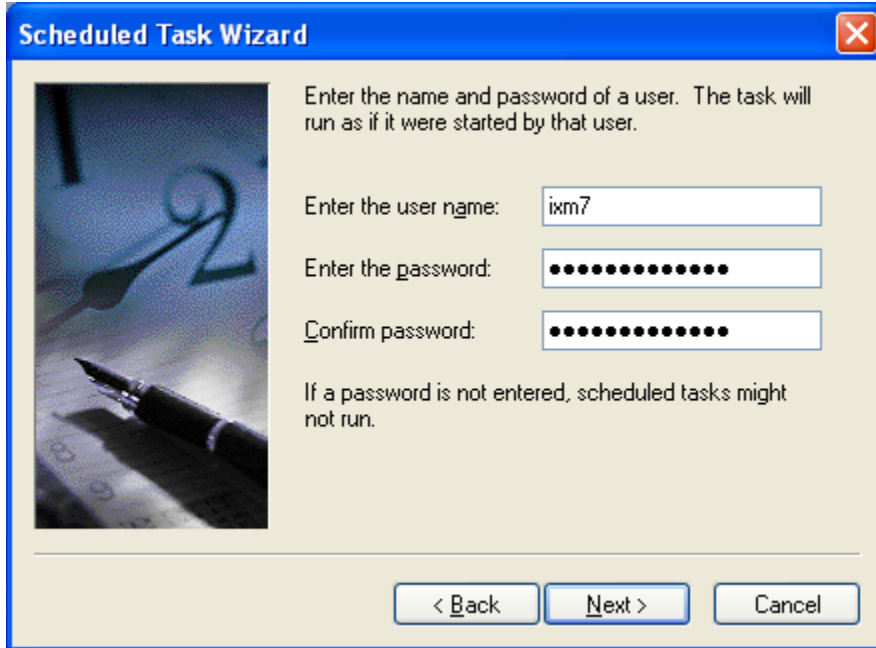 Scheduled Task Wizard
Enter the name and password of a user.  The task will
run as if it were started by that user.
Enter the user name:
ixm7
Enter the password:
●●●●●●●●●●●●●
Confirm password:
●●●●●●●●●●●●●
If a password is not entered, scheduled tasks might
not run.
2
< Back
Next >
Cancel